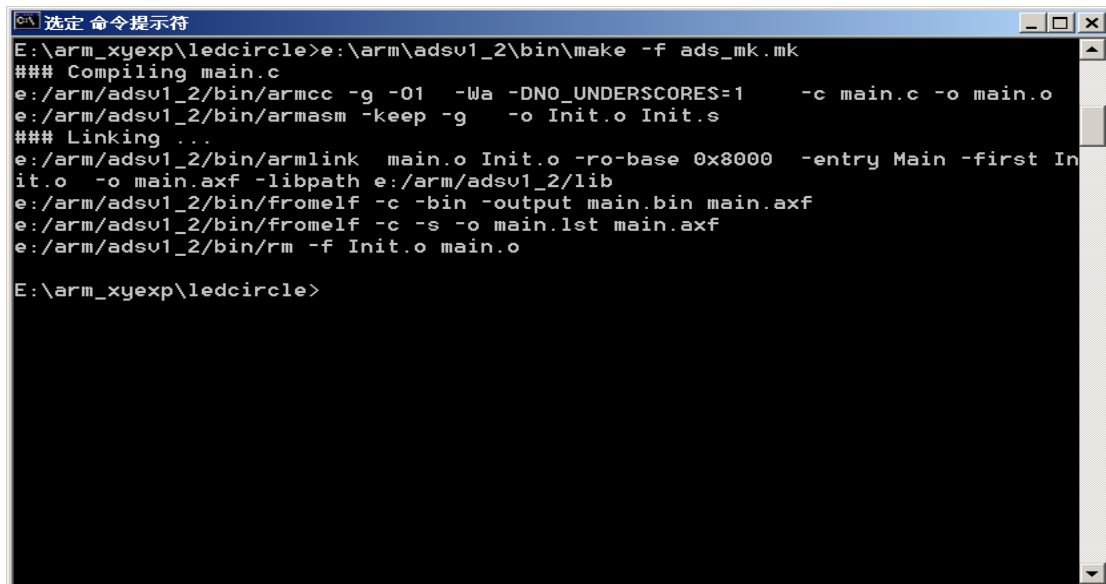 选定 命令提示符
E:\arm_xyexp\ledcircle>e:\arm\adsv1_2\bin\make -f ads_mk.mk
### Compiling main.c
e:/arm/adsv1_2/bin/armcc -g -O1  -Wa -DNO_UNDERSCORES=1    -c main.c -o main.o
e:/arm/adsv1_2/bin/armasm -keep -g   -o Init.o Init.s
### Linking ...
e:/arm/adsv1_2/bin/armlink  main.o Init.o -ro-base 0x8000  -entry Main -first In
it.o  -o main.axf -libpath e:/arm/adsv1_2/lib
e:/arm/adsv1_2/bin/fromelf -c -bin -output main.bin main.axf
e:/arm/adsv1_2/bin/fromelf -c -s -o main.lst main.axf
e:/arm/adsv1_2/bin/rm -f Init.o main.o
E:\arm_xyexp\ledcircle>